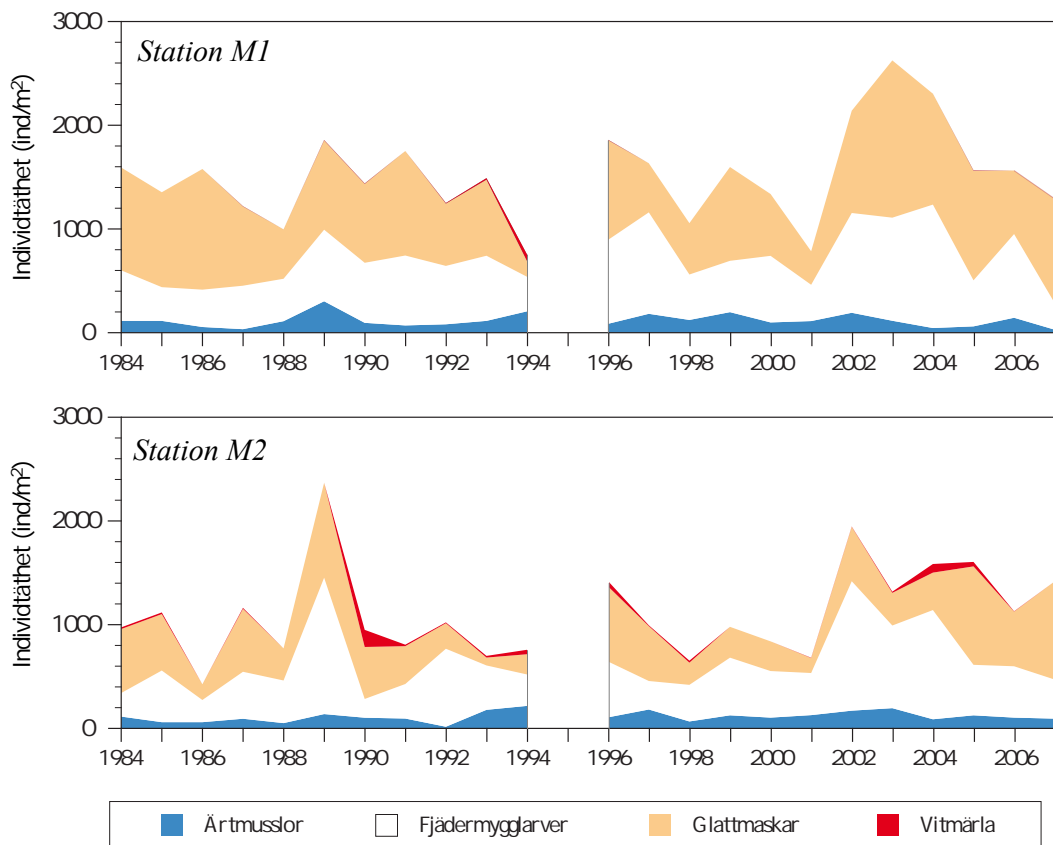 3000
Station M1
2000
1000
0
Individtäthet (ind/m²)
1984 1986 1988 1990 1992 1994 1996 1998 2000 2002 2004 2006
3000
Station M2
2000
1000
0
Individtäthet (ind/m²)
1984 1986 1988 1990 1992 1994 1996 1998 2000 2002 2004 2006
Ärtmusslor Fjädermygglarver Glattmaskar Vitmärla